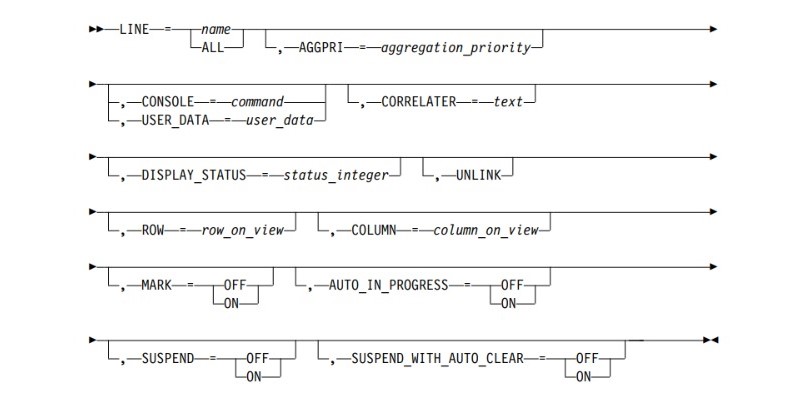 LINE = name
ALL , AGGPRI = aggregation_priority
, CONSOLE = command , CORRELATER = text
, USER_DATA = user_data
, DISPLAY_STATUS = status_integer , UNLINK
, ROW = row_on_view , COLUMN = column_on_view
, MARK = OFF , AUTO_IN_PROGRESS = OFF
ON ON
, SUSPEND = OFF , SUSPEND_WITH_AUTO_CLEAR = OFF
ON ON